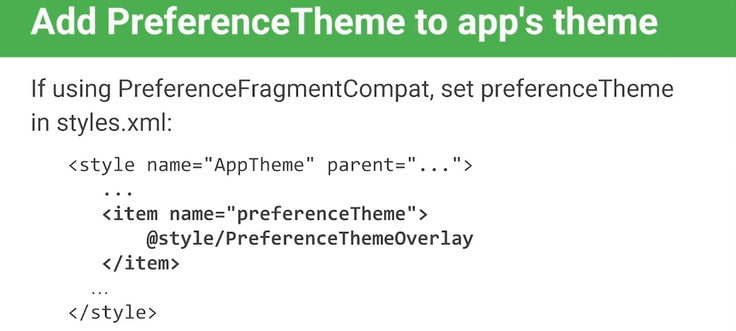 Add PreferenceTheme to app's theme
If using PreferenceFragmentCompat, set preferenceTheme
in styles.xml:
<style name="AppTheme" parent="...">
...
<item name="preferenceTheme">
@style/PreferenceThemeOverlay
</item>
...
</style>